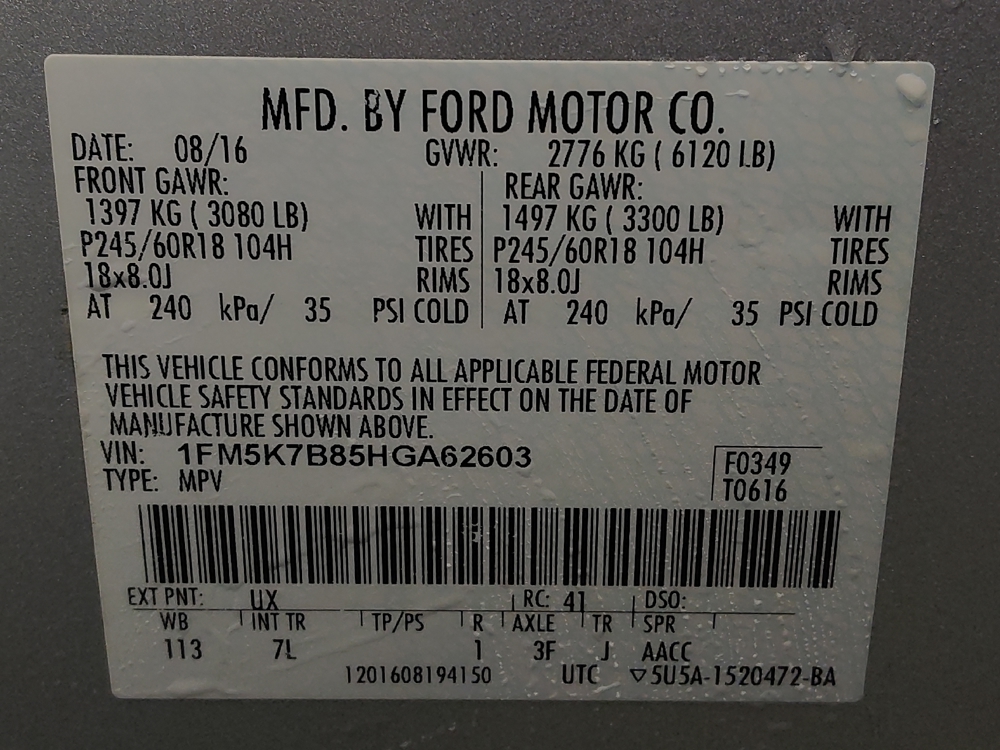 MFD. BY FORD MOTOR CO.
DATE: 08/16 GVWR: 2776 KG ( 6120 LB)
FRONT GAWR: REAR GAWR:
1397 KG ( 3080 LB) WITH 1497 KG ( 3300 LB) WITH
P245/60R18 104H TIRES P245/60R18 104H TIRES
18x8.0J RIMS 18x8.0J RIMS
AT 240 kPa/ 35 PSI COLD AT 240 kPa/ 35 PSI COLD
THIS VEHICLE CONFORMS TO ALL APPLICABLE FEDERAL MOTOR
VEHICLE SAFETY STANDARDS IN EFFECT ON THE DATE OF
MANUFACTURE SHOWN ABOVE.
VIN: 1FM5K7B85HGA62603 F0349
TYPE: MPV T0616
EXT PNT: UX RC: 41 DSO:
WB INT TR TP/PS R AXLE TR SPR
113 7L 1 3F J AACC
1201608194150 UTC ▽5U5A-1520472-BA